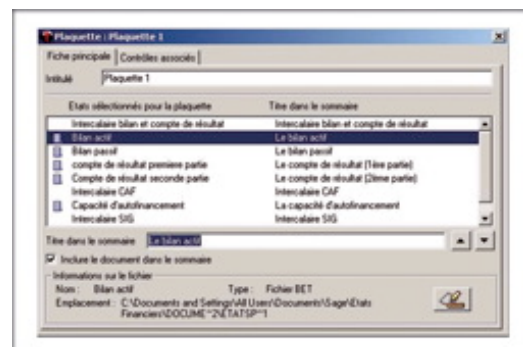 Plaquette : Plaquette 1
Fiche principale Contrôles associés
Intitulé Plaquette 1
Etats sélectionnés pour la plaquette Titre dans le sommaire
Intercalaire bilan et compte de résultat Intercalaire bilan et compte de résultat
Bilan actif Le bilan actif
Bilan passif Le bilan passif
compte de résultat premiere partie Le compte de résultat (1ère partie)
Compte de résultat seconde partie Le compte de résultat (2ème partie)
Intercalaire CAF Intercalaire CAF
Capacité d'autofinancement La capacité d'autofinancement
Intercalaire SIG Intercalaire SIG
Titre dans le sommaire Le bilan actif
Inclure le document dans le sommaire
Informations sur le fichier
Nom : Bilan actif Type : Fichier BET
Emplacement : C:\Documents and Settings\All Users\Documents\Sage\Etats
Financiers\DOCUME~2\ETATSP~1